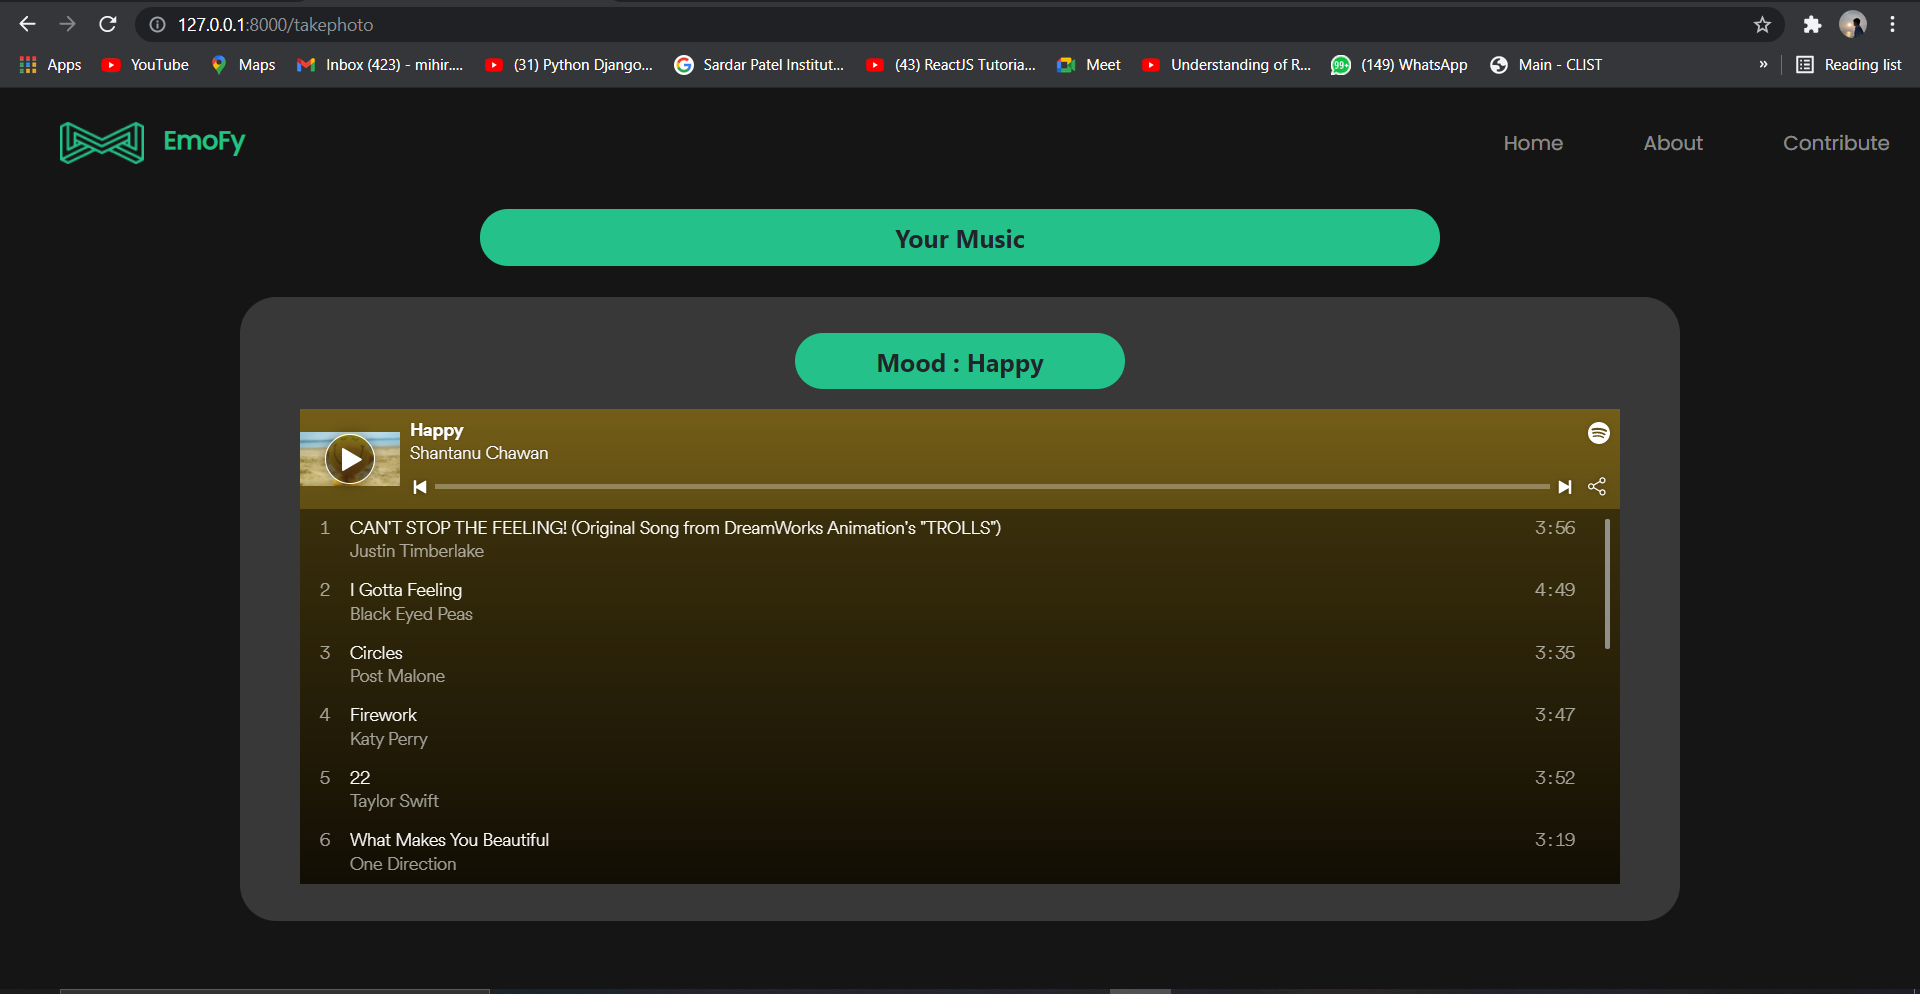 127.0.0.1:8000/takephoto
Apps YouTube Maps Inbox (423) - mihir.... (31) Python Django... Sardar Patel Institut... (43) ReactJS Tutoria... Meet Understanding of R... 99+ (149) WhatsApp Main - CLIST » Reading list
EmoFy Home About Contribute
Your Music
Mood : Happy
Happy
Shantanu Chawan
1 CAN'T STOP THE FEELING! (Original Song from DreamWorks Animation's "TROLLS") 3:56
Justin Timberlake
2 I Gotta Feeling 4:49
Black Eyed Peas
3 Circles 3:35
Post Malone
4 Firework 3:47
Katy Perry
5 22 3:52
Taylor Swift
6 What Makes You Beautiful 3:19
One Direction